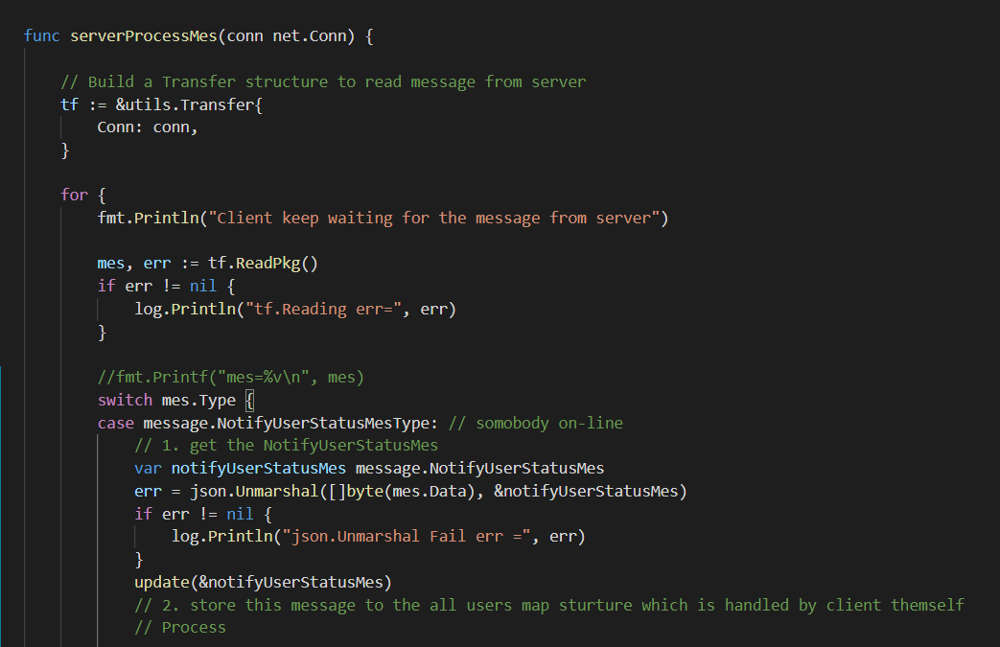 func serverProcessMes(conn net.Conn) {
// Build a Transfer structure to read message from server
tf := &utils.Transfer{
Conn: conn,
}
for {
fmt.Println("Client keep waiting for the message from server")
mes, err := tf.ReadPkg()
if err != nil {
log.Println("tf.Reading err=", err)
}
//fmt.Printf("mes=%v\n", mes)
switch mes.Type {
case message.NotifyUserStatusMesType: // somobody on-line
// 1. get the NotifyUserStatusMes
var notifyUserStatusMes message.NotifyUserStatusMes
err = json.Unmarshal([]byte(mes.Data), &notifyUserStatusMes)
if err != nil {
log.Println("json.Unmarshal Fail err =", err)
}
update(&notifyUserStatusMes)
// 2. store this message to the all users map sturture which is handled by client themself
// Process